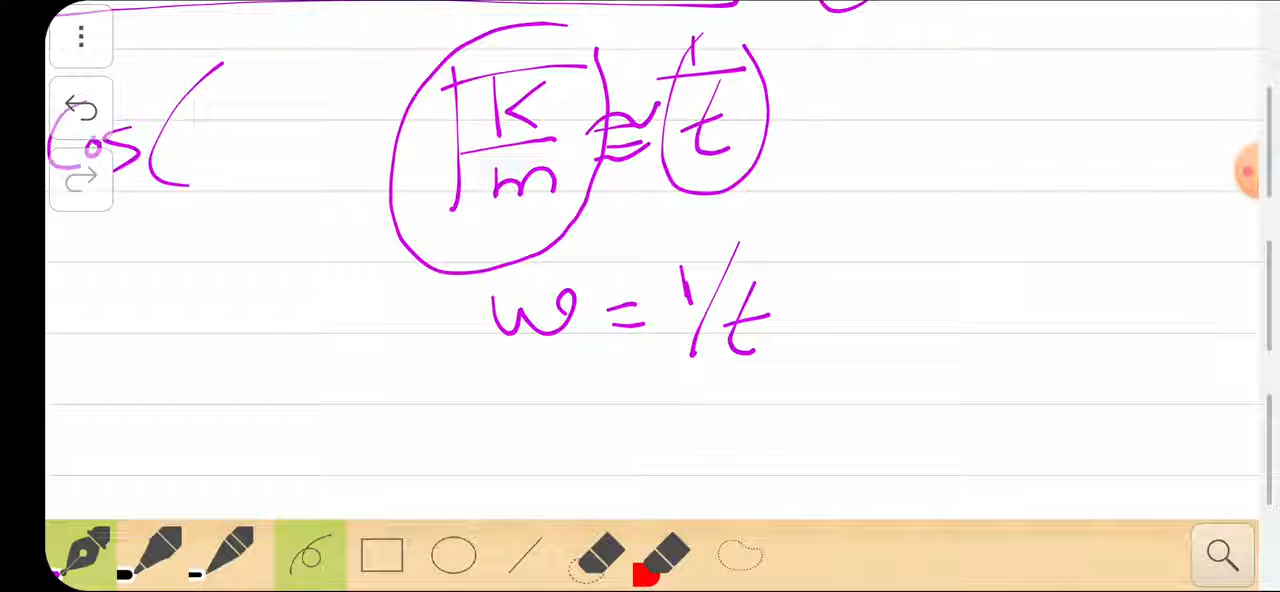 Cos( √(K/m) ≈ 1/t
w = 1/t